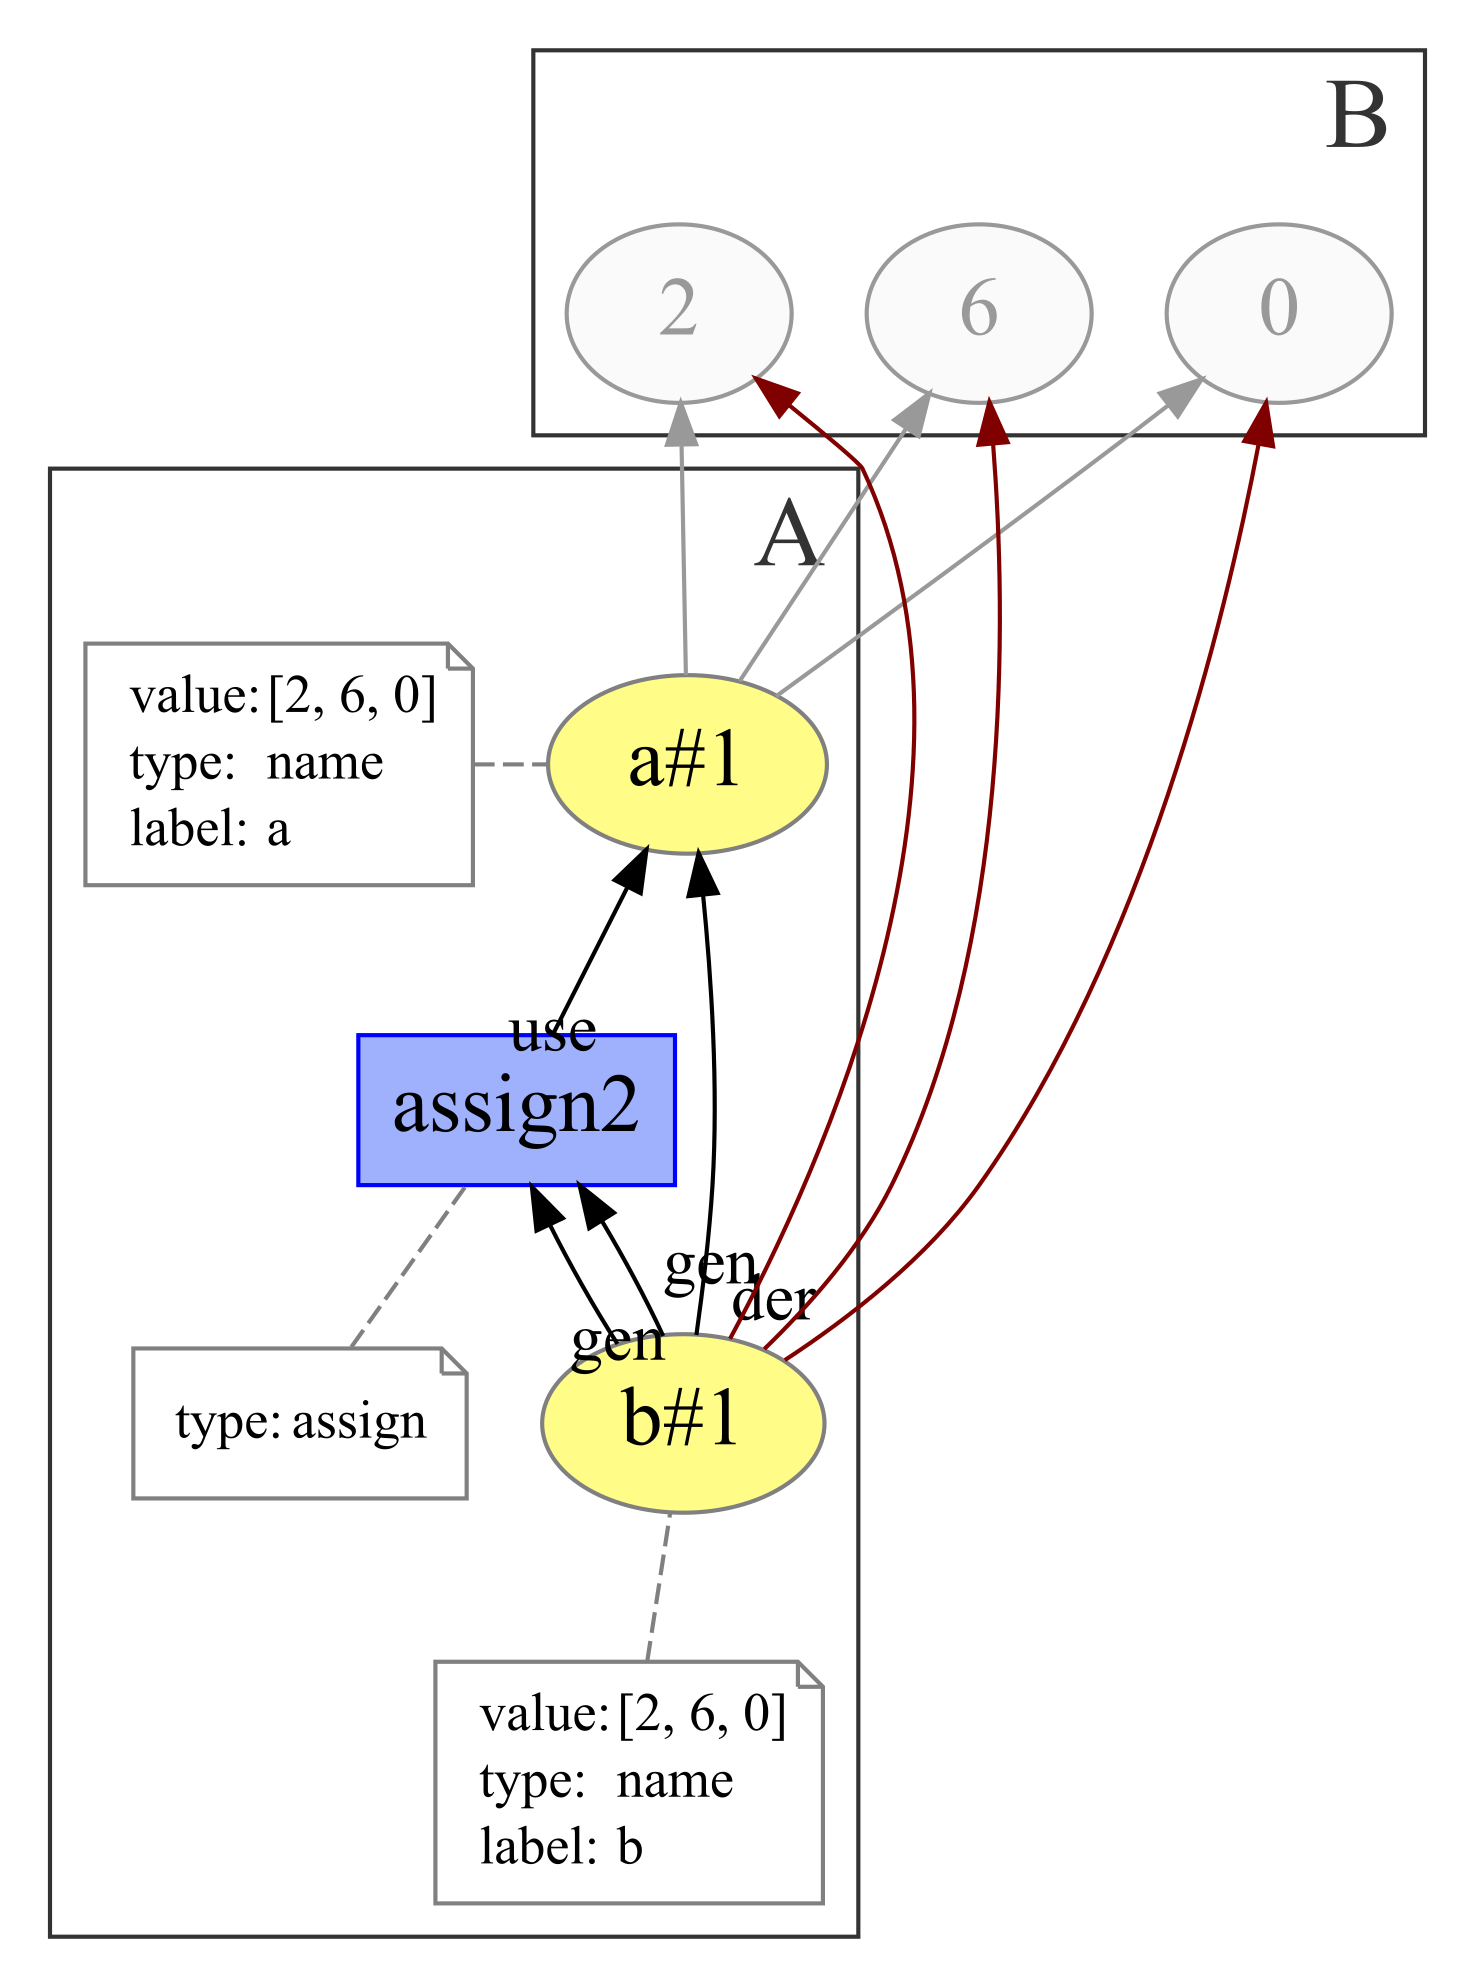 B
2
6
0
A
value: [2, 6, 0]
type: name
label: a
a#1
use
assign2
gen
der
gen
b#1
type: assign
value: [2, 6, 0]
type: name
label: b